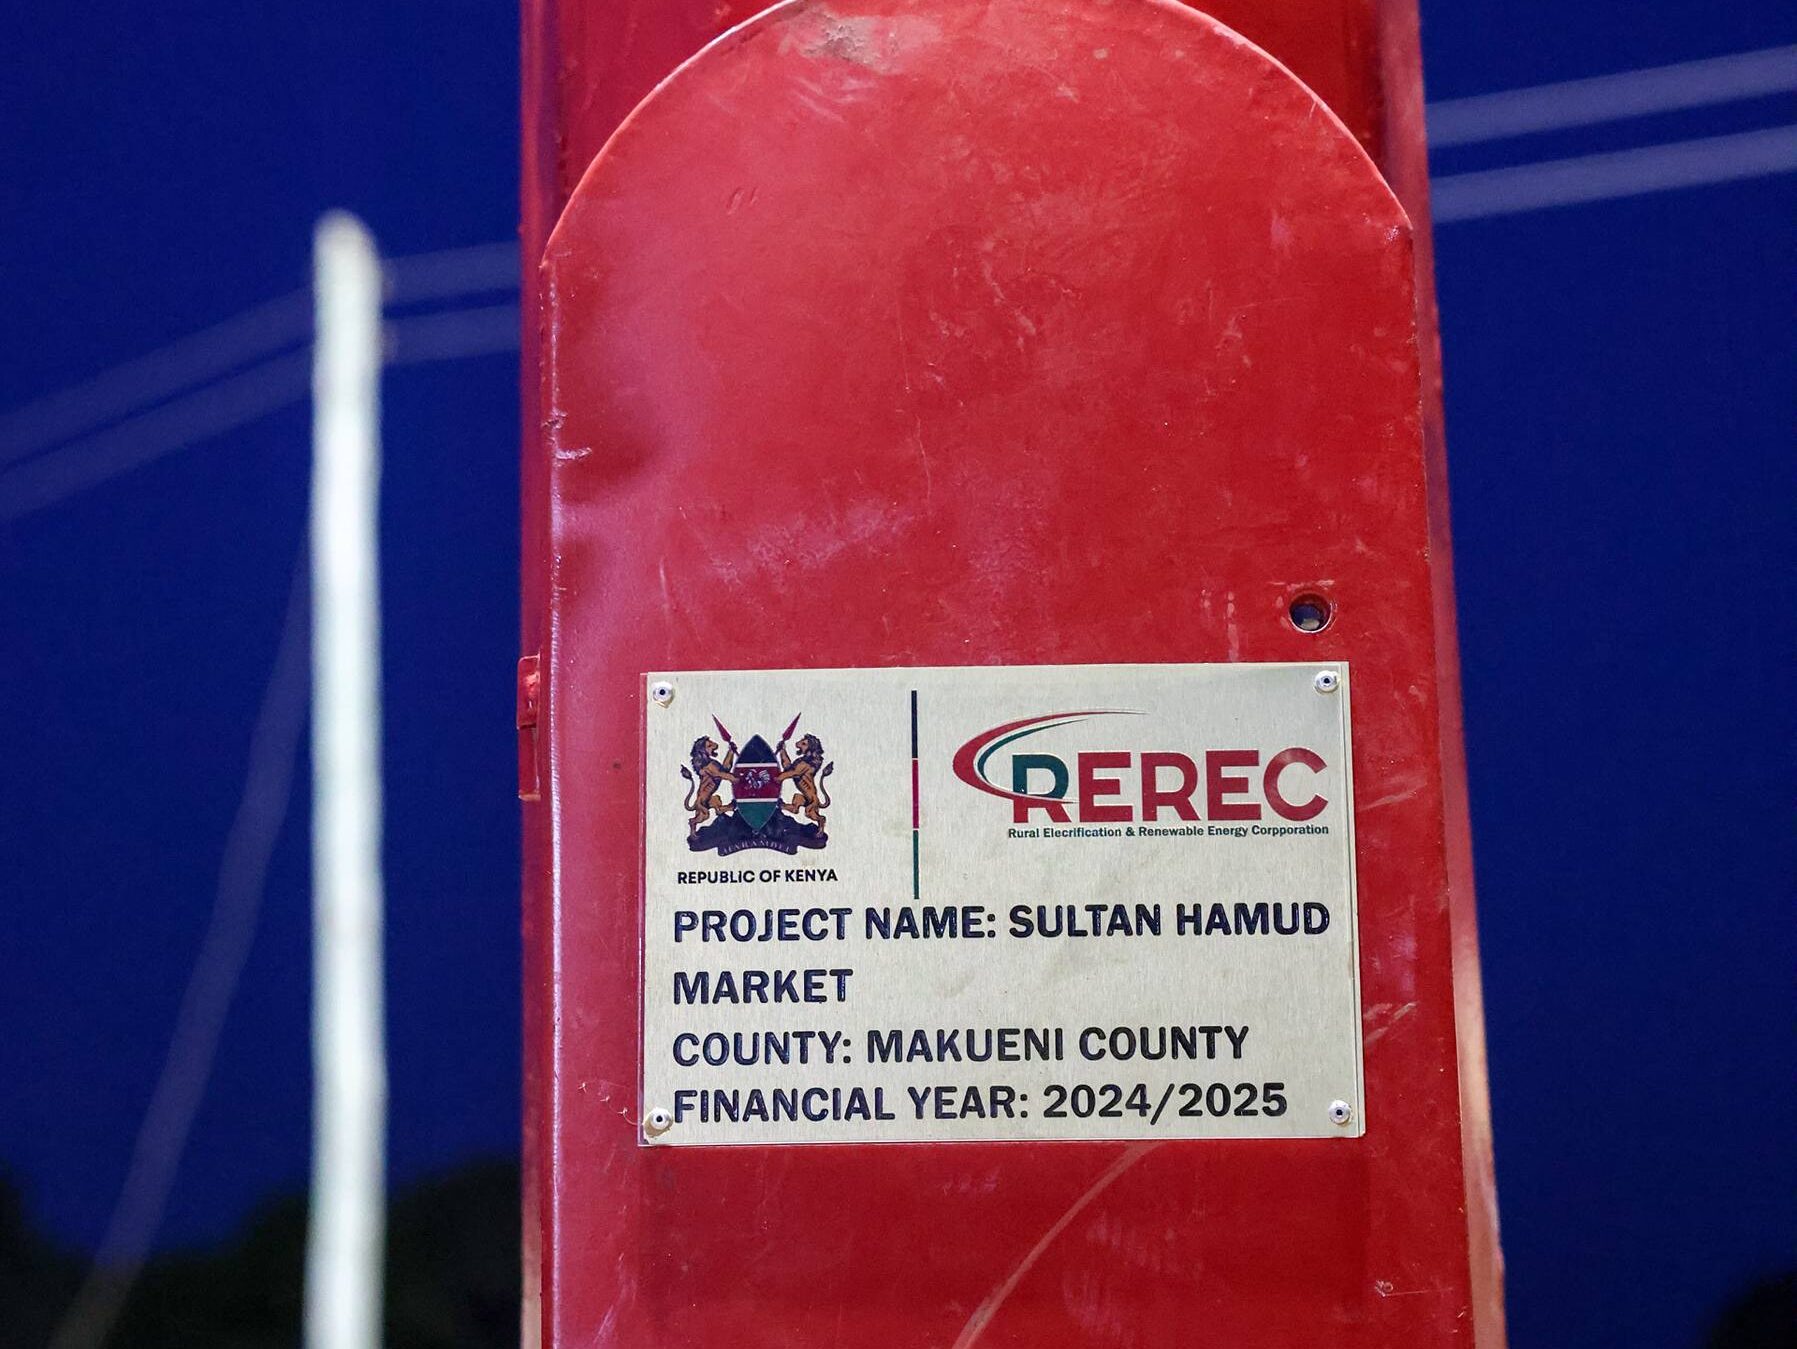 REREC
Rural Elecrification & Renewable Energy Corpporation
REPUBLIC OF KENYA
PROJECT NAME: SULTAN HAMUD
MARKET
COUNTY: MAKUENI COUNTY
FINANCIAL YEAR: 2024/2025